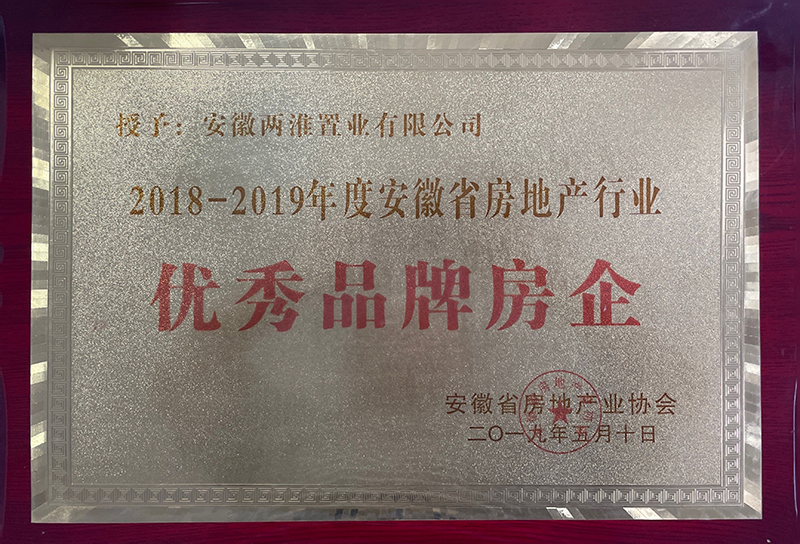 授予：安徽两淮置业有限公司
2018-2019年度安徽省房地产行业
优秀品牌房企
安徽省房地产业协会
二〇一九年五月十日